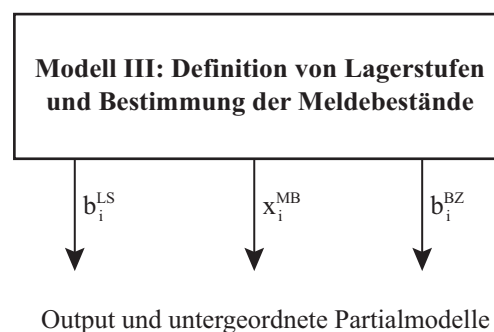 Modell III: Definition von Lagerstufen
und Bestimmung der Meldebestände
b_i^LS x_i^MB b_i^BZ
Output und untergeordnete Partialmodelle